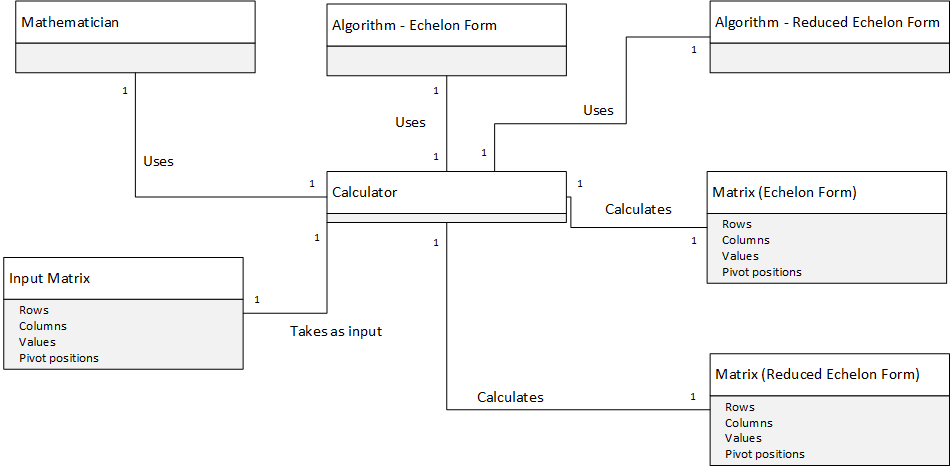 Mathematician
Algorithm - Echelon Form
Algorithm - Reduced Echelon Form
1
1
1
Uses
Uses
Uses
1
1
1
Calculator
1
1
Calculates
1
Matrix (Echelon Form)
Rows
Columns
Values
Pivot positions
1
1
Input Matrix
Rows
Columns
Values
Pivot positions
1
Takes as input
Calculates
1
Matrix (Reduced Echelon Form)
Rows
Columns
Values
Pivot positions